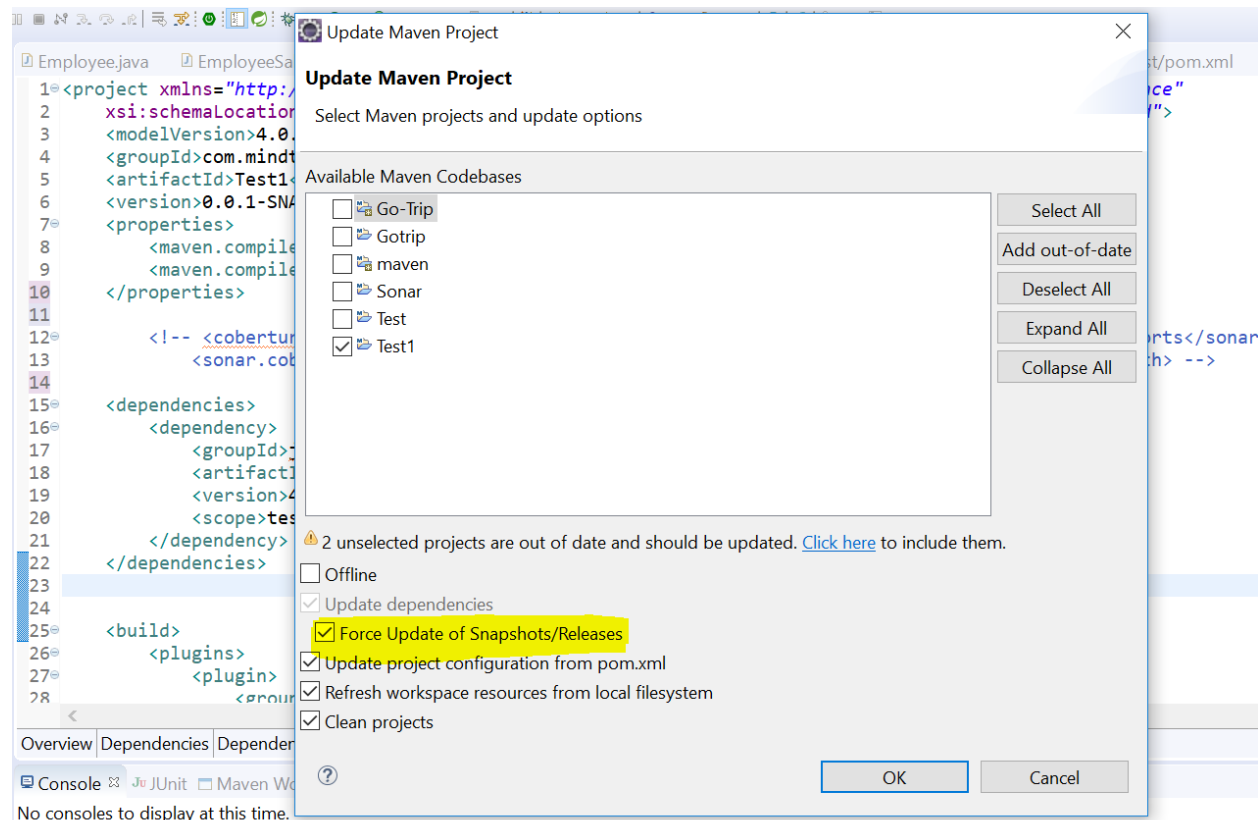 Update Maven Project
Employee.java EmployeeSa st/pom.xml
Update Maven Project
Select Maven projects and update options
1 <project xmlns="http:/ nce"
2 xsi:schemaLocation d">
3 <modelVersion>4.0.
4 <groupId>com.mindt
5 <artifactId>Test1<
6 <version>0.0.1-SNA
7 <properties>
8 <maven.compile
9 <maven.compile
10 </properties>
11
12 <!-- <cobertur orts</sonar
13 <sonar.cob th> -->
14
15 <dependencies>
16 <dependency>
17 <groupId>j
18 <artifactI
19 <version>4
20 <scope>tes
21 </dependency>
22 </dependencies>
23
24
25 <build>
26 <plugins>
27 <plugin>
28 <group
Available Maven Codebases
Go-Trip
Gotrip
maven
Sonar
Test
Test1
Select All
Add out-of-date
Deselect All
Expand All
Collapse All
2 unselected projects are out of date and should be updated. Click here to include them.
Offline
Update dependencies
Force Update of Snapshots/Releases
Update project configuration from pom.xml
Refresh workspace resources from local filesystem
Clean projects
OK Cancel
Overview Dependencies Dependen
Console JUnit Maven Wo
No consoles to display at this time.